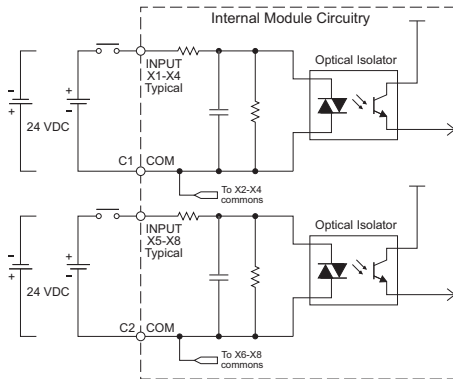 Internal Module Circuitry
INPUT
X1-X4
Typical
Optical Isolator
-
+
+
-
24 VDC
C1
COM
To X2-X4
commons
INPUT
X5-X8
Typical
Optical Isolator
-
+
+
-
24 VDC
C2
COM
To X6-X8
commons